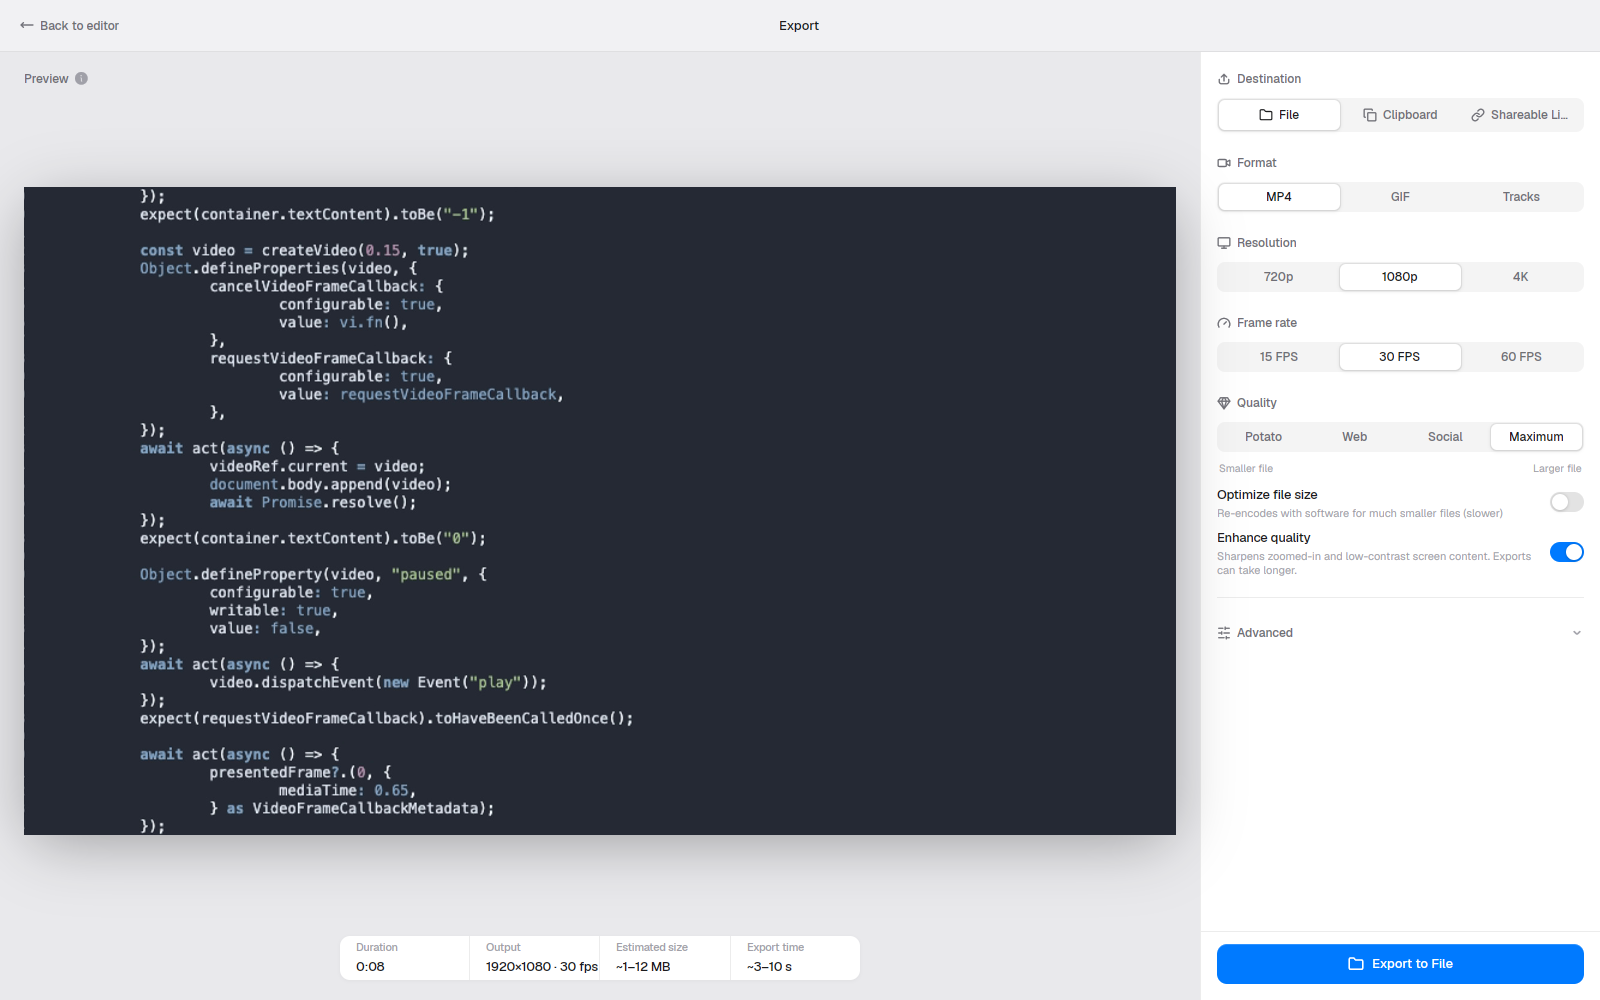 Back to editor
Export
Preview
});
expect(container.textContent).toBe("-1");
const video = createVideo(0.15, true);
Object.defineProperties(video, {
cancelVideoFrameCallback: {
configurable: true,
value: vi.fn(),
},
requestVideoFrameCallback: {
configurable: true,
value: requestVideoFrameCallback,
},
});
await act(async () => {
videoRef.current = video;
document.body.append(video);
await Promise.resolve();
});
expect(container.textContent).toBe("0");
Object.defineProperty(video, "paused", {
configurable: true,
writable: true,
value: false,
});
await act(async () => {
video.dispatchEvent(new Event("play"));
});
expect(requestVideoFrameCallback).toHaveBeenCalledOnce();
await act(async () => {
presentedFrame?.(0, {
mediaTime: 0.65,
} as VideoFrameCallbackMetadata);
});
Duration
0:08
Output
1920×1080 · 30 fps
Estimated size
~1–12 MB
Export time
~3–10 s
Destination
File
Clipboard
Shareable Li...
Format
MP4
GIF
Tracks
Resolution
720p
1080p
4K
Frame rate
15 FPS
30 FPS
60 FPS
Quality
Potato
Web
Social
Maximum
Smaller file
Larger file
Optimize file size
Re-encodes with software for much smaller files (slower)
Enhance quality
Sharpens zoomed-in and low-contrast screen content. Exports
can take longer.
Advanced
Export to File